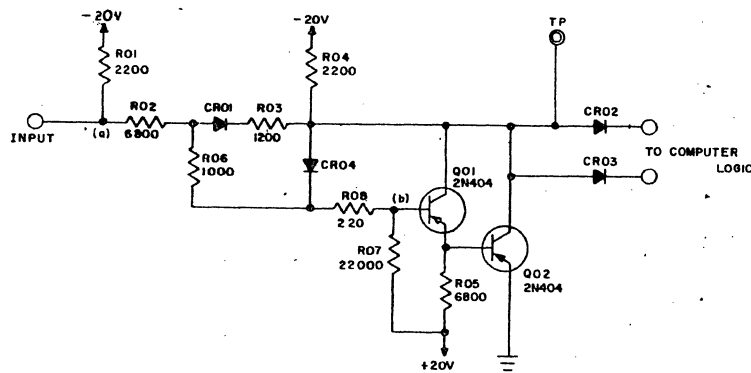 -20V
-20V
TP
R01
2200
R04
2200
R02
CR01
R03
CR02
INPUT
(a)
6800
1200
TO COMPUTER
LOGIC
R06
1000
CR04
CR03
Q01
2N404
R08
(b)
220
R07
22000
R05
6800
Q02
2N404
+20V